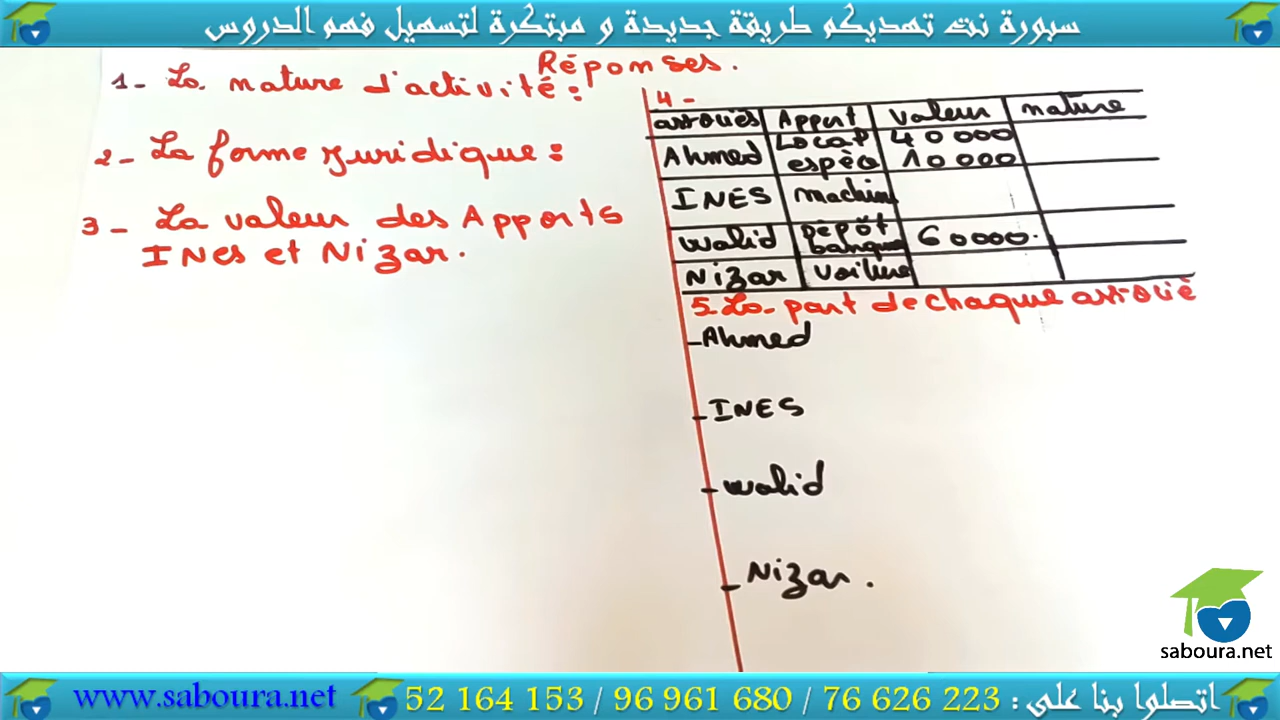 سبورة نت تهديكم طريقة جديدة و مبتكرة لتسهيل فهم الدروس
Réponses.
1- La nature d'activité:
2- La forme juridique:
3- La valeur des Apports
INes et Nizar.
4-
associés Apport Valeur nature
Ahmed Local 40 000
espèce 10 000
INES machine
Walid Dépôt banque 60000.
Nizar voiture
5. La part de chaque associé
- Ahmed
- INES
- Walid
- Nizar.
saboura.net
www.saboura.net 52 164 153 / 96 961 680 / 76 626 223 : اتصلوا بنا على